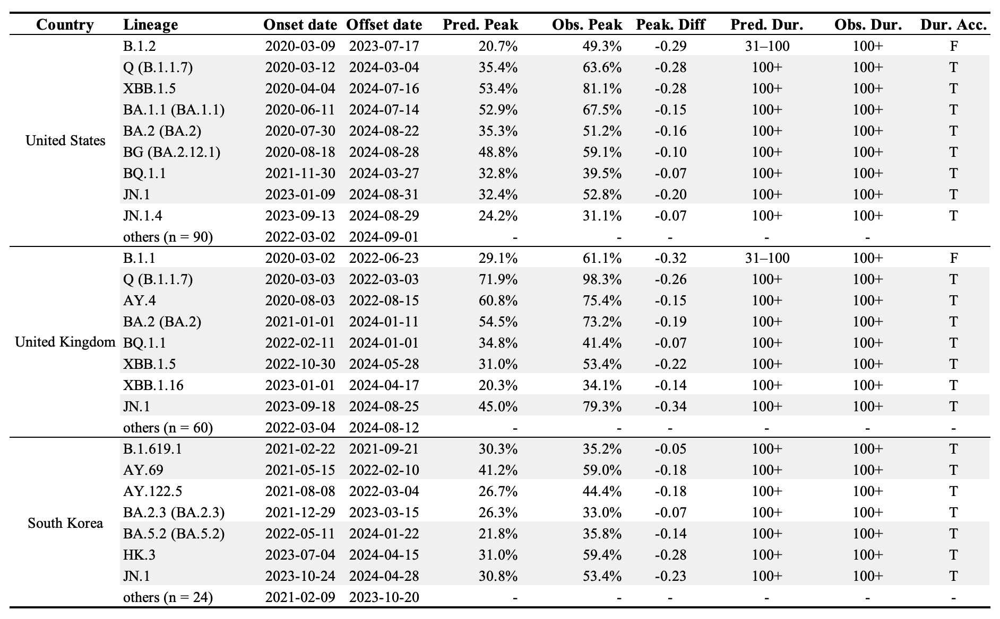 Country Lineage Onset date Offset date Pred. Peak Obs. Peak Peak. Diff Pred. Dur. Obs. Dur. Dur. Acc.
B.1.2 2020-03-09 2023-07-17 20.7% 49.3% -0.29 31–100 100+ F
Q (B.1.1.7) 2020-03-12 2024-03-04 35.4% 63.6% -0.28 100+ 100+ T
XBB.1.5 2020-04-04 2024-07-16 53.4% 81.1% -0.28 100+ 100+ T
BA.1.1 (BA.1.1) 2020-06-11 2024-07-14 52.9% 67.5% -0.15 100+ 100+ T
BA.2 (BA.2) 2020-07-30 2024-08-22 35.3% 51.2% -0.16 100+ 100+ T
United States
BG (BA.2.12.1) 2020-08-18 2024-08-28 48.8% 59.1% -0.10 100+ 100+ T
BQ.1.1 2021-11-30 2024-03-27 32.8% 39.5% -0.07 100+ 100+ T
JN.1 2023-01-09 2024-08-31 32.4% 52.8% -0.20 100+ 100+ T
JN.1.4 2023-09-13 2024-08-29 24.2% 31.1% -0.07 100+ 100+ T
others (n = 90) 2022-03-02 2024-09-01 - - - - -
B.1.1 2020-03-02 2022-06-23 29.1% 61.1% -0.32 31–100 100+ F
Q (B.1.1.7) 2020-03-03 2022-03-03 71.9% 98.3% -0.26 100+ 100+ T
AY.4 2020-08-03 2022-08-15 60.8% 75.4% -0.15 100+ 100+ T
BA.2 (BA.2) 2021-01-01 2024-01-11 54.5% 73.2% -0.19 100+ 100+ T
United Kingdom BQ.1.1 2022-02-11 2024-01-01 34.8% 41.4% -0.07 100+ 100+ T
XBB.1.5 2022-10-30 2024-05-28 31.0% 53.4% -0.22 100+ 100+ T
XBB.1.16 2023-01-01 2024-04-17 20.3% 34.1% -0.14 100+ 100+ T
JN.1 2023-09-18 2024-08-25 45.0% 79.3% -0.34 100+ 100+ T
others (n = 60) 2022-03-04 2024-08-12 - - - - - -
B.1.619.1 2021-02-22 2021-09-21 30.3% 35.2% -0.05 100+ 100+ T
AY.69 2021-05-15 2022-02-10 41.2% 59.0% -0.18 100+ 100+ T
AY.122.5 2021-08-08 2022-03-04 26.7% 44.4% -0.18 100+ 100+ T
BA.2.3 (BA.2.3) 2021-12-29 2023-03-15 26.3% 33.0% -0.07 100+ 100+ T
South Korea
BA.5.2 (BA.5.2) 2022-05-11 2024-01-22 21.8% 35.8% -0.14 100+ 100+ T
HK.3 2023-07-04 2024-04-15 31.0% 59.4% -0.28 100+ 100+ T
JN.1 2023-10-24 2024-04-28 30.8% 53.4% -0.23 100+ 100+ T
others (n = 24) 2021-02-09 2023-10-20 - - - - - -